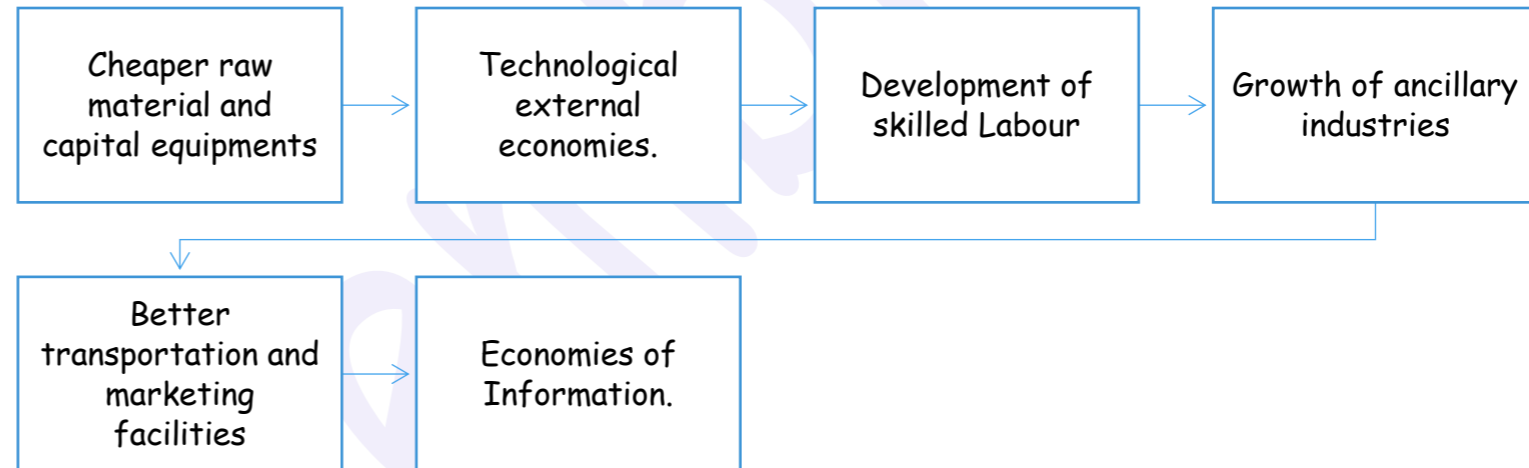 Cheaper raw
material and
capital equipments
Technological
external
economies.
Development of
skilled Labour
Growth of ancillary
industries
Better
transportation and
marketing
facilities
Economies of
Information.